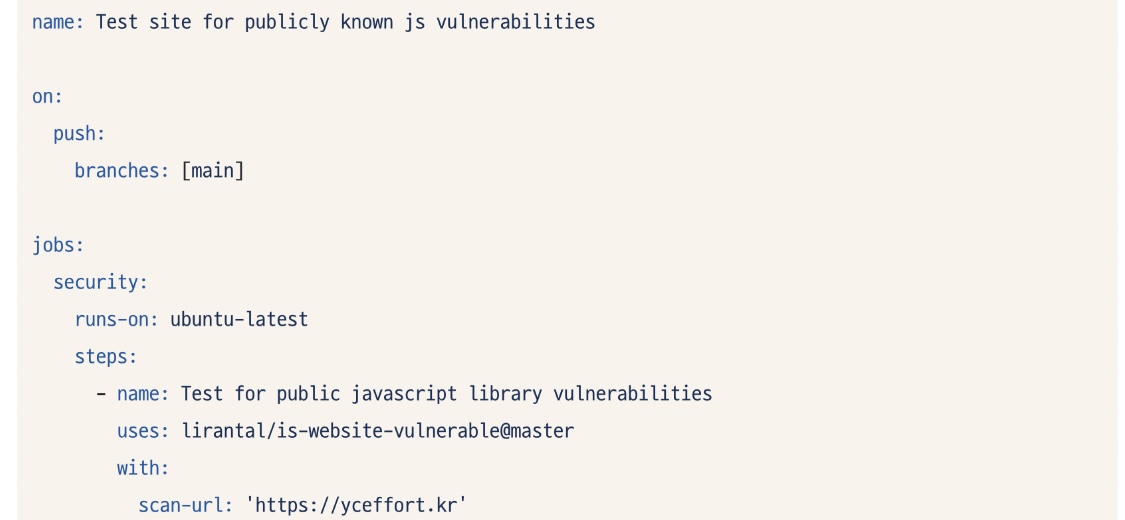 name: Test site for publicly known js vulnerabilities
on:
push:
branches: [main]
jobs:
security:
runs-on: ubuntu-latest
steps:
- name: Test for public javascript library vulnerabilities
uses: lirantal/is-website-vulnerable@master
with:
scan-url: 'https://yceffort.kr'